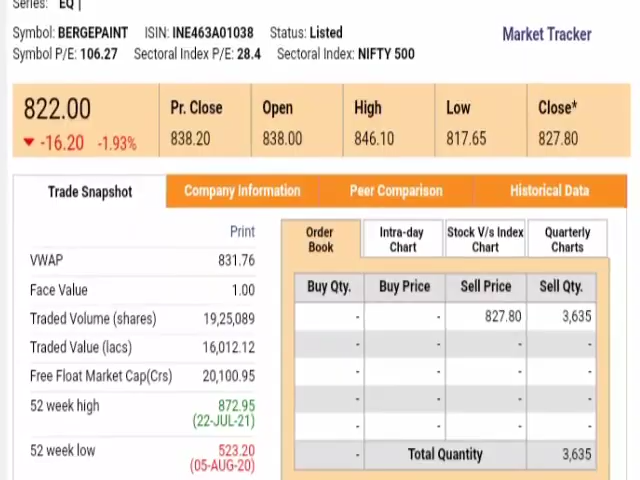 Series: EQ |
Symbol: BERGEPAINT ISIN: INE463A01038 Status: Listed
Market Tracker
Symbol P/E: 106.27 Sectoral Index P/E: 28.4 Sectoral Index: NIFTY 500
822.00 Pr. Close Open High Low Close*
-16.20 -1.93% 838.20 838.00 846.10 817.65 827.80
Trade Snapshot Company Information Peer Comparison Historical Data
Print
VWAP 831.76
Face Value 1.00
Traded Volume (shares) 19,25,089
Traded Value (lacs) 16,012.12
Free Float Market Cap(Crs) 20,100.95
52 week high 872.95
(22-JUL-21)
52 week low 523.20
(05-AUG-20)
Order Intra-day Stock V/s Index Quarterly
Book Chart Chart Charts
Buy Qty. Buy Price Sell Price Sell Qty.
- - 827.80 3,635
- - - -
- - - -
- - - -
- - - -
- Total Quantity 3,635